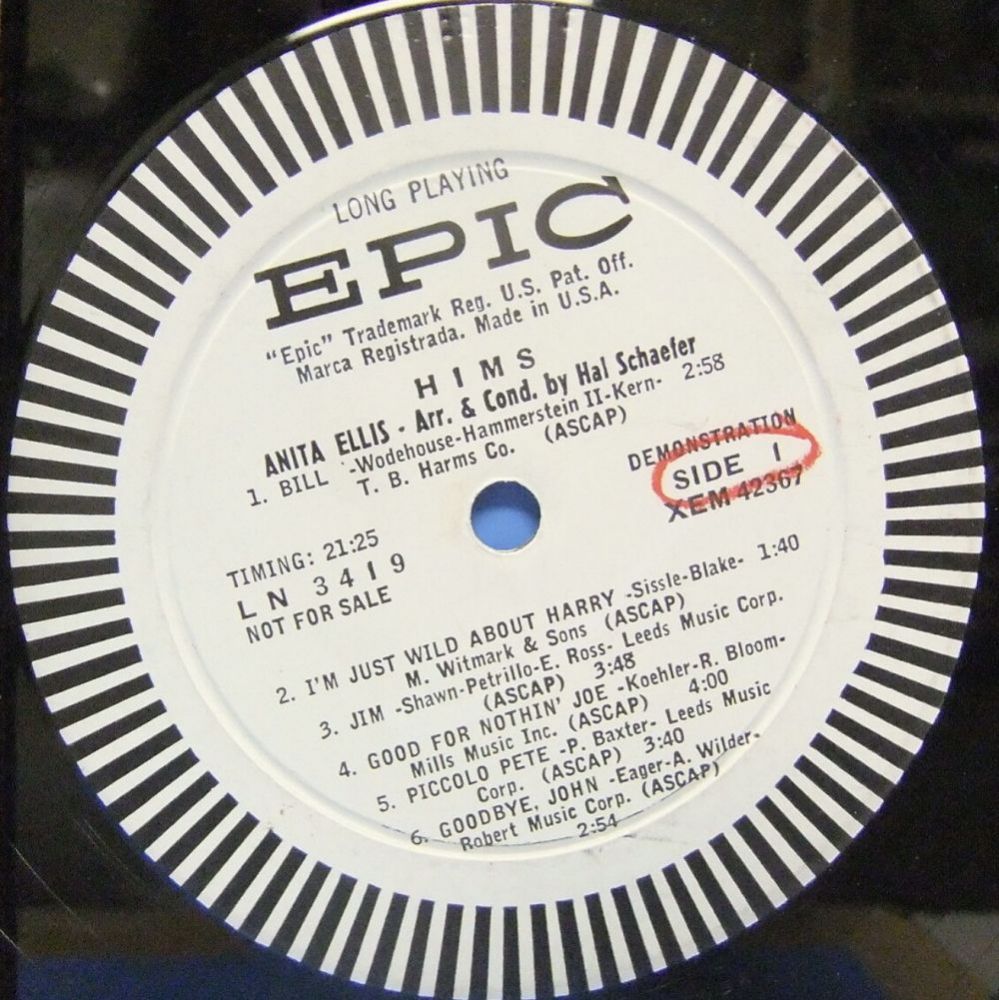 LONG PLAYING
EPIC
"Epic" Trademark Reg. U.S. Pat. Off.
Marca Registrada. Made in U.S.A.
HIMS
ANITA ELLIS - Arr. & Cond. by Hal Schaefer
1. BILL -Wodehouse-Hammerstein II-Kern- 2:58
T. B. Harms Co. (ASCAP)
DEMONSTRATION
SIDE 1
XEM 42367
TIMING: 21:25
LN 3419
NOT FOR SALE
2. I'M JUST WILD ABOUT HARRY -Sissle-Blake- 1:40
M. Witmark & Sons (ASCAP)
3. JIM -Shawn-Petrillo-E. Ross- Leeds Music Corp.
(ASCAP) 3:48
4. GOOD FOR NOTHIN' JOE -Koehler-R. Bloom-
Mills Music Inc. (ASCAP) 4:00
5. PICCOLO PETE -P. Baxter- Leeds Music
Corp. (ASCAP) 3:40
6. GOODBYE, JOHN -Eager-A. Wilder-
Robert Music Corp. (ASCAP)
2:54